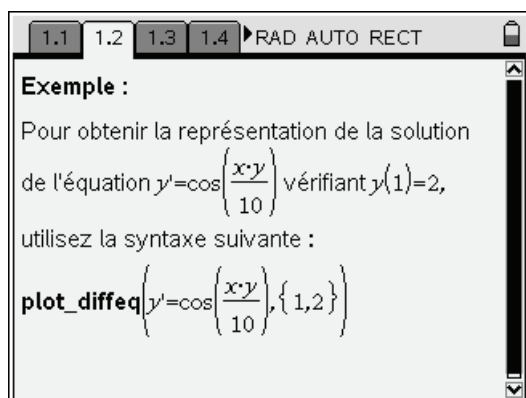 1.1 1.2 1.3 1.4 RAD AUTO RECT
Exemple :
Pour obtenir la représentation de la solution
de l'équation y'=cos(x·y/10) vérifiant y(1)=2,
utilisez la syntaxe suivante :
plot_diffeq(y'=cos(x·y/10),{1,2})